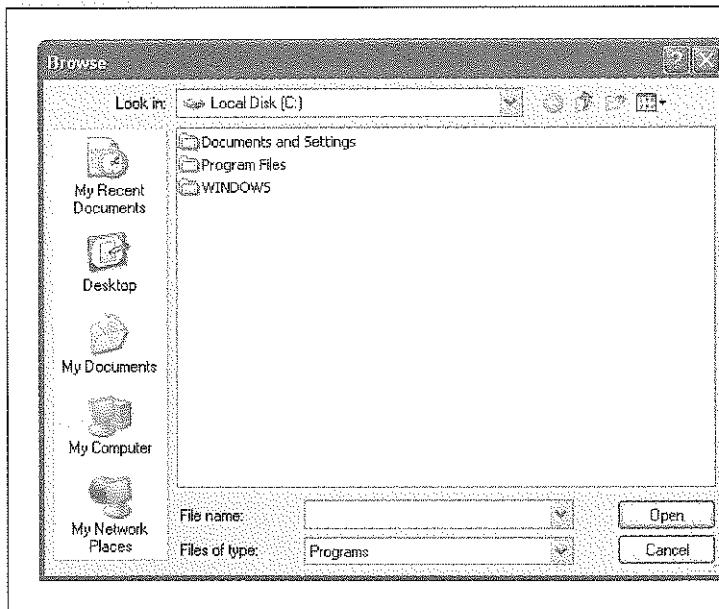 Browse
Look in: Local Disk (C:)
My Recent
Documents
Desktop
My Documents
My Computer
My Network
Places
Documents and Settings
Program Files
WINDOWS
File name:
Open
Files of type: Programs
Cancel